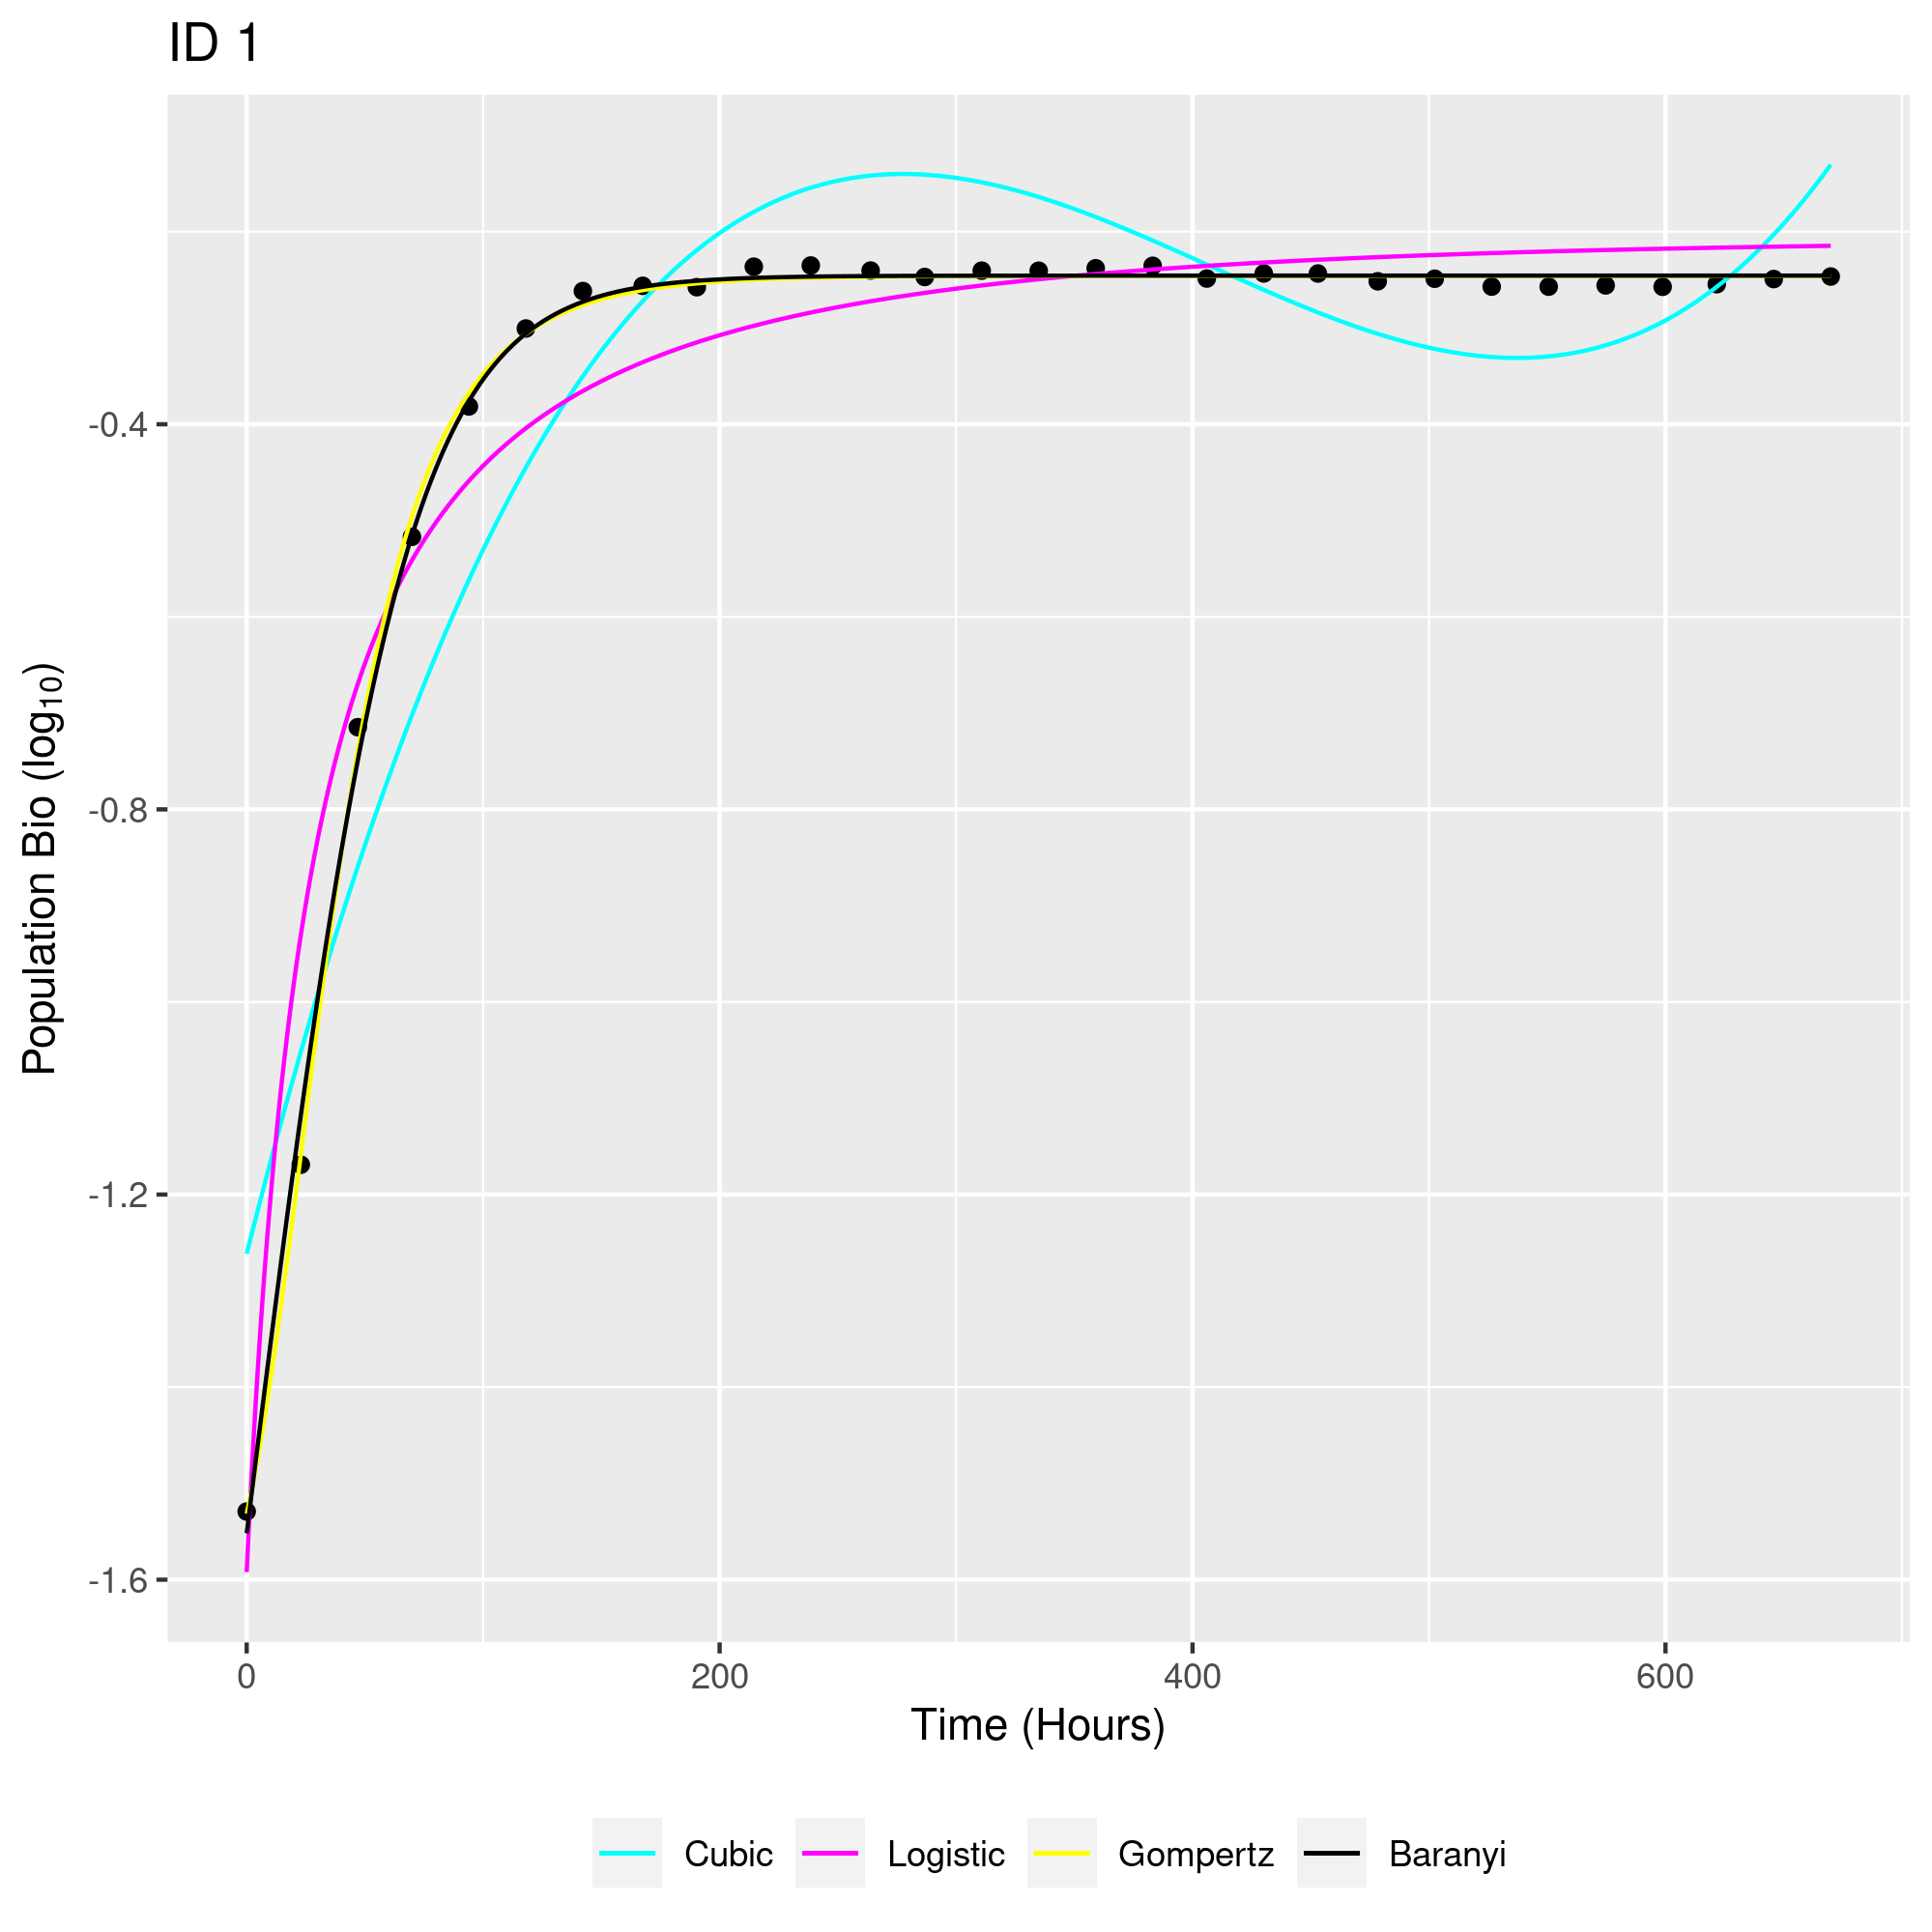 ID 1
Population Bio (log₁₀)
-0.4
-0.8
-1.2
-1.6
0 200 400 600
Time (Hours)
Cubic Logistic Gompertz Baranyi